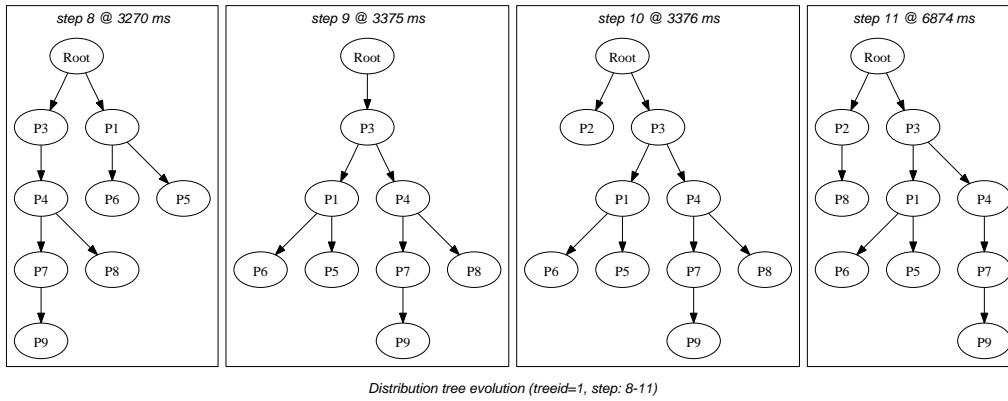 step 8 @ 3270 ms
Root
P3 P1
P4 P6 P5
P7 P8
P9
step 9 @ 3375 ms
Root
P3
P1 P4
P6 P5 P7 P8
P9
step 10 @ 3376 ms
Root
P2 P3
P1 P4
P6 P5 P7 P8
P9
step 11 @ 6874 ms
Root
P2 P3
P8 P1 P4
P6 P5 P7
P9
Distribution tree evolution (treeid=1, step: 8-11)